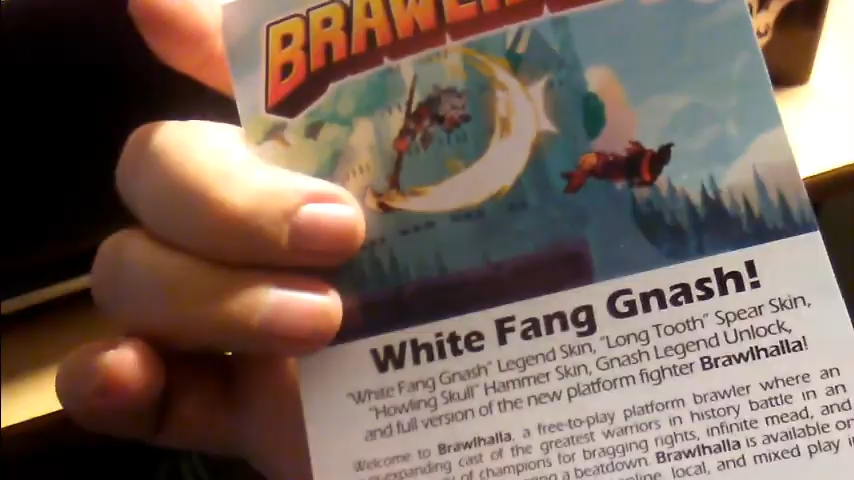 White Fang Gnash!
"White Fang Gnash" Legend Skin, "Long Tooth" Spear Skin,
"Howling Skull" Hammer Skin, Gnash Legend Unlock,
and full version of the new platform fighter Brawlhalla!
Welcome to Brawlhalla, a free-to-play platform brawler where an
expanding cast of the greatest warriors in history battle in an
of champions for bragging rights, infinite mead, and
a beatdown. Brawlhalla is available on
local, and mixed play in